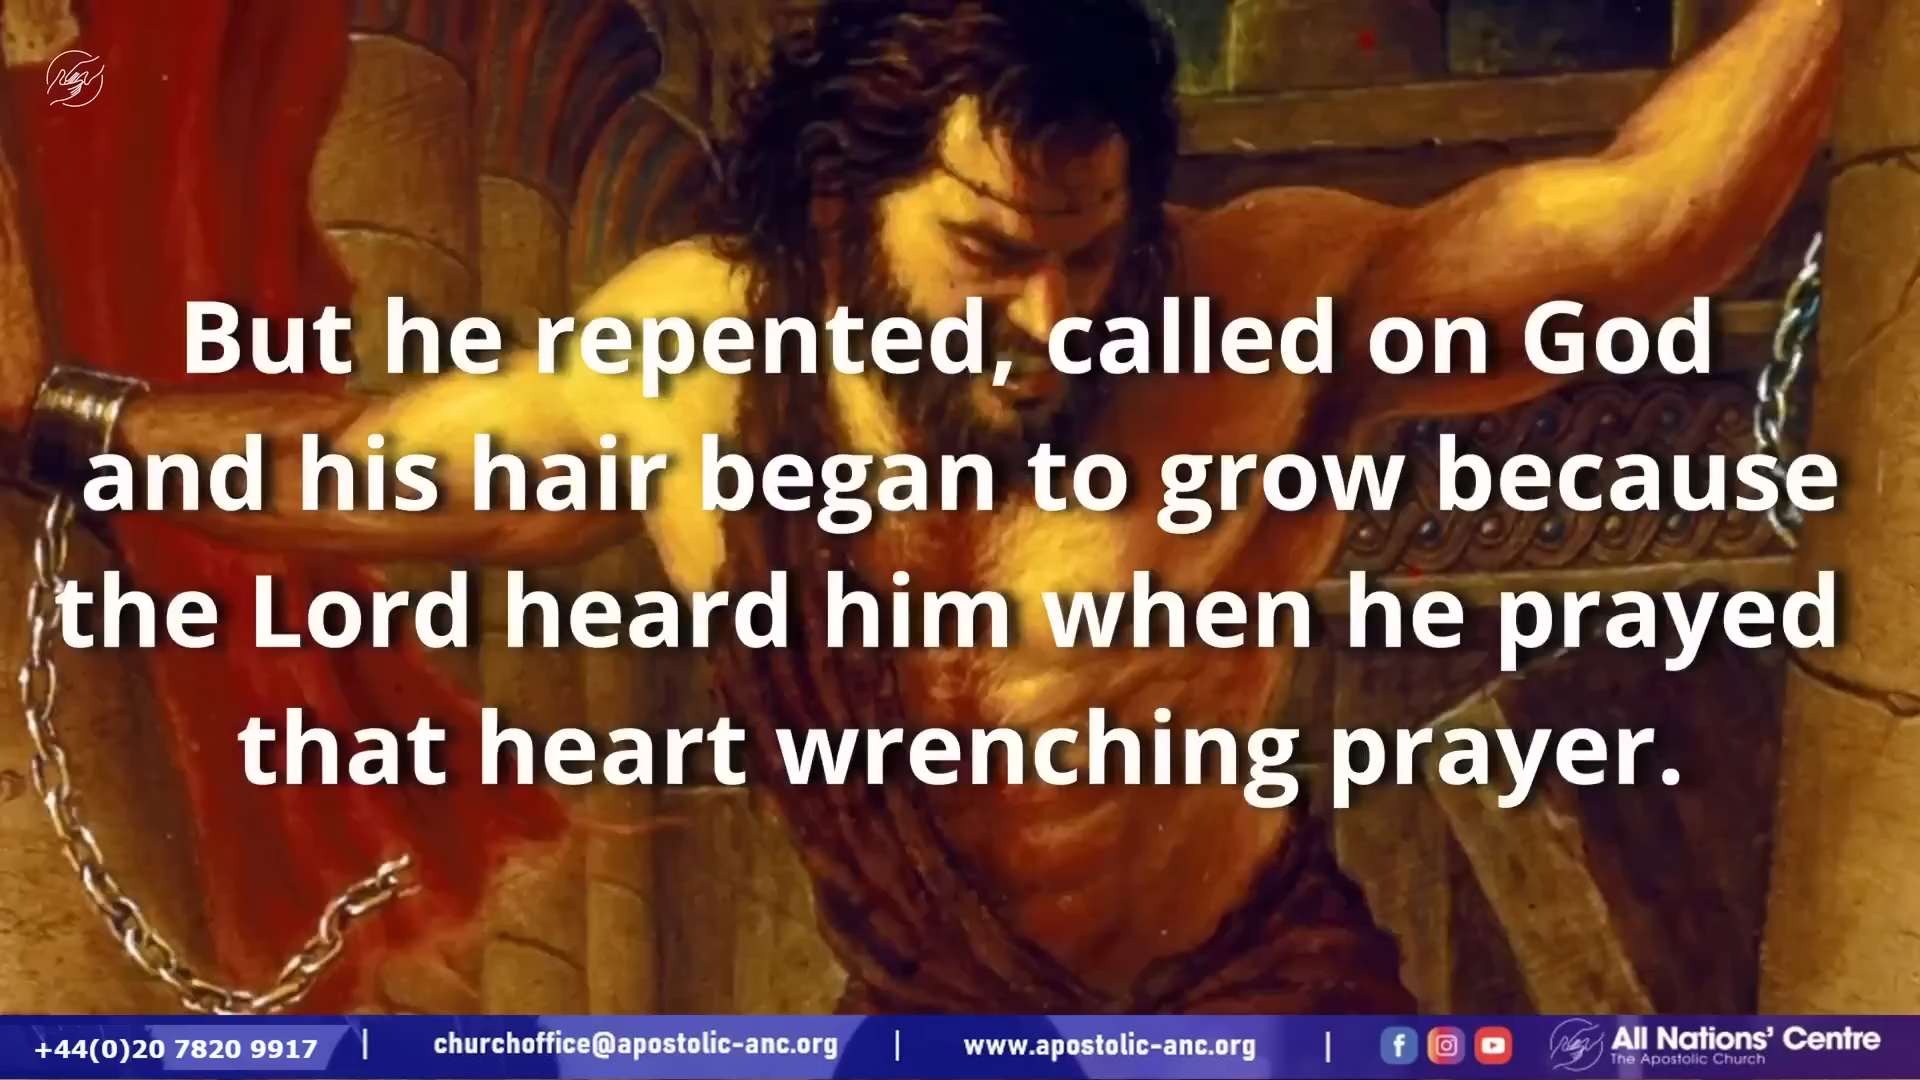 But he repented, called on God
and his hair began to grow because
the Lord heard him when he prayed
that heart wrenching prayer.
+44(0)20 7820 9917 | churchoffice@apostolic-anc.org | www.apostolic-anc.org | All Nations' Centre
The Apostolic Church